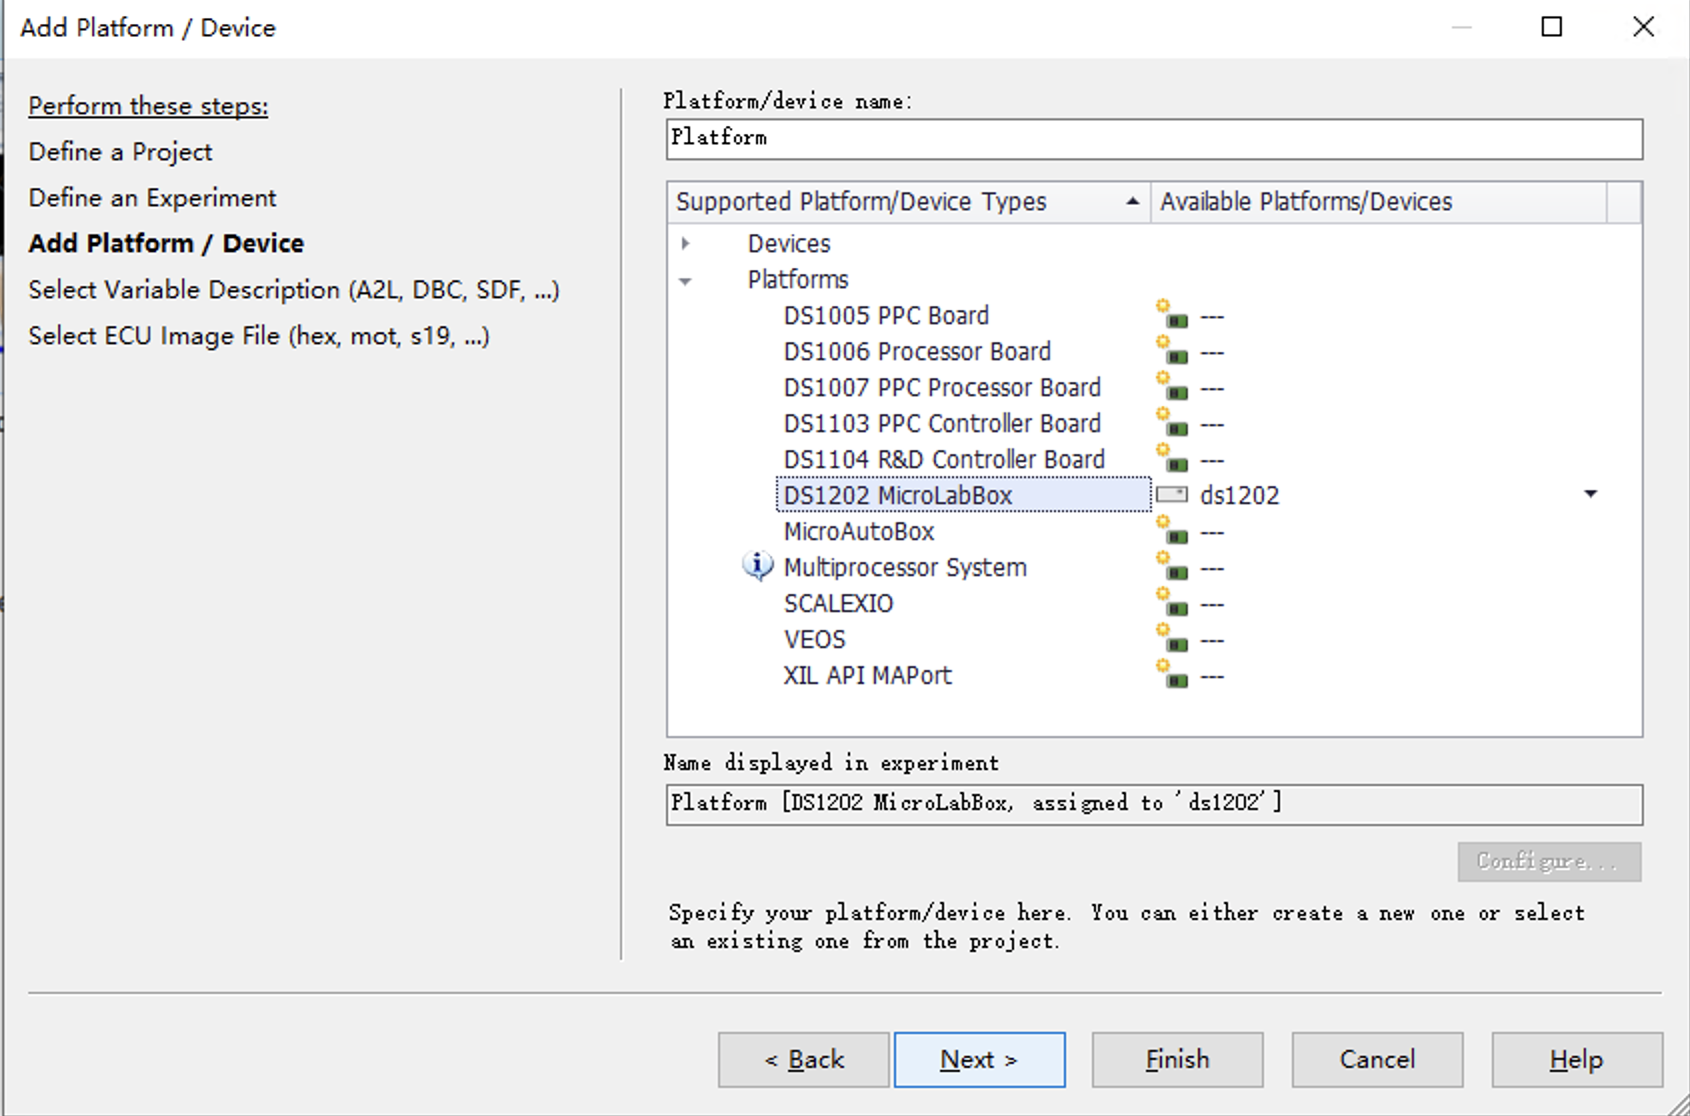 Add Platform / Device
Perform these steps:
Define a Project
Define an Experiment
Add Platform / Device
Select Variable Description (A2L, DBC, SDF, ...)
Select ECU Image File (hex, mot, s19, ...)
Platform/device name:
Platform
Supported Platform/Device Types Available Platforms/Devices
Devices
Platforms
DS1005 PPC Board ---
DS1006 Processor Board ---
DS1007 PPC Processor Board ---
DS1103 PPC Controller Board ---
DS1104 R&D Controller Board ---
DS1202 MicroLabBox ds1202
MicroAutoBox ---
Multiprocessor System ---
SCALEXIO ---
VEOS ---
XIL API MAPort ---
Name displayed in experiment
Platform [DS1202 MicroLabBox, assigned to 'ds1202']
Configure...
Specify your platform/device here. You can either create a new one or select
an existing one from the project.
< Back Next > Finish Cancel Help